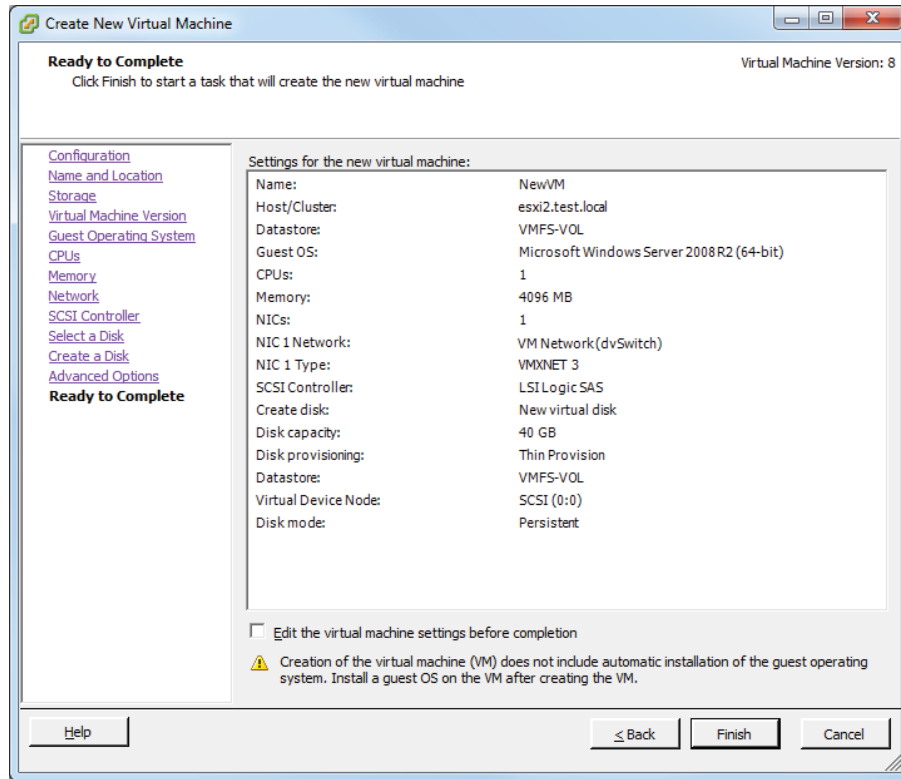 Create New Virtual Machine
Ready to Complete
Click Finish to start a task that will create the new virtual machine
Virtual Machine Version: 8
Configuration
Name and Location
Storage
Virtual Machine Version
Guest Operating System
CPUs
Memory
Network
SCSI Controller
Select a Disk
Create a Disk
Advanced Options
Ready to Complete
Settings for the new virtual machine:
Name: NewVM
Host/Cluster: esxi2.test.local
Datastore: VMFS-VOL
Guest OS: Microsoft Windows Server 2008 R2 (64-bit)
CPUs: 1
Memory: 4096 MB
NICs: 1
NIC 1 Network: VM Network (dvSwitch)
NIC 1 Type: VMXNET 3
SCSI Controller: LSI Logic SAS
Create disk: New virtual disk
Disk capacity: 40 GB
Disk provisioning: Thin Provision
Datastore: VMFS-VOL
Virtual Device Node: SCSI (0:0)
Disk mode: Persistent
Edit the virtual machine settings before completion
Creation of the virtual machine (VM) does not include automatic installation of the guest operating
system. Install a guest OS on the VM after creating the VM.
Help
< Back
Finish
Cancel